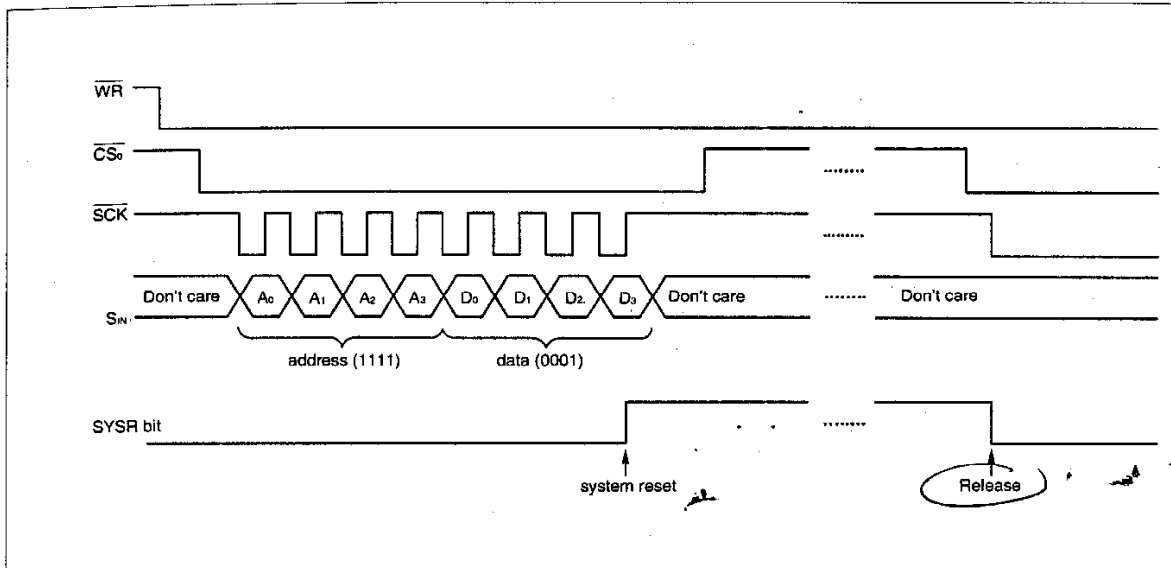 WR
CS₀
SCK
Don't care A₀ A₁ A₂ A₃ D₀ D₁ D₂. D₃ Don't care ........ Don't care
SIN
address (1111) data (0001)
SYSR bit
system reset Release